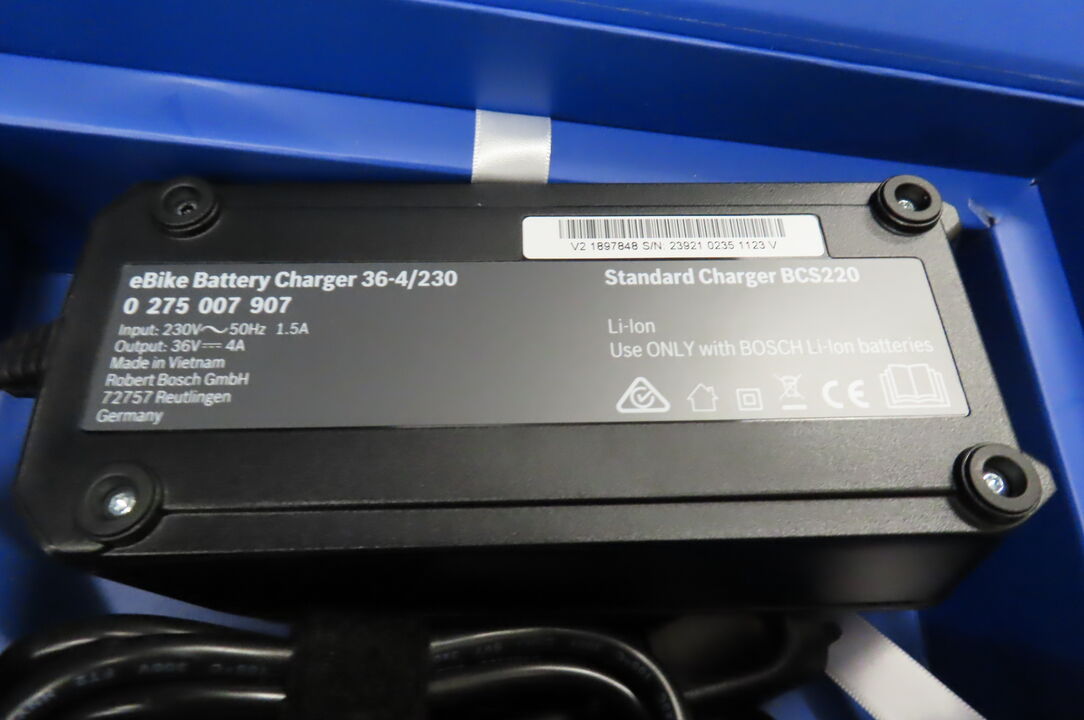 V2 1897848 S/N: 23921 0235 1123 V
eBike Battery Charger 36-4/230
0 275 007 907
Input: 230V~50Hz 1.5A
Output: 36V⎓ 4A
Made in Vietnam
Robert Bosch GmbH
72757 Reutlingen
Germany
Standard Charger BCS220
Li-Ion
Use ONLY with BOSCH Li-Ion batteries
CE